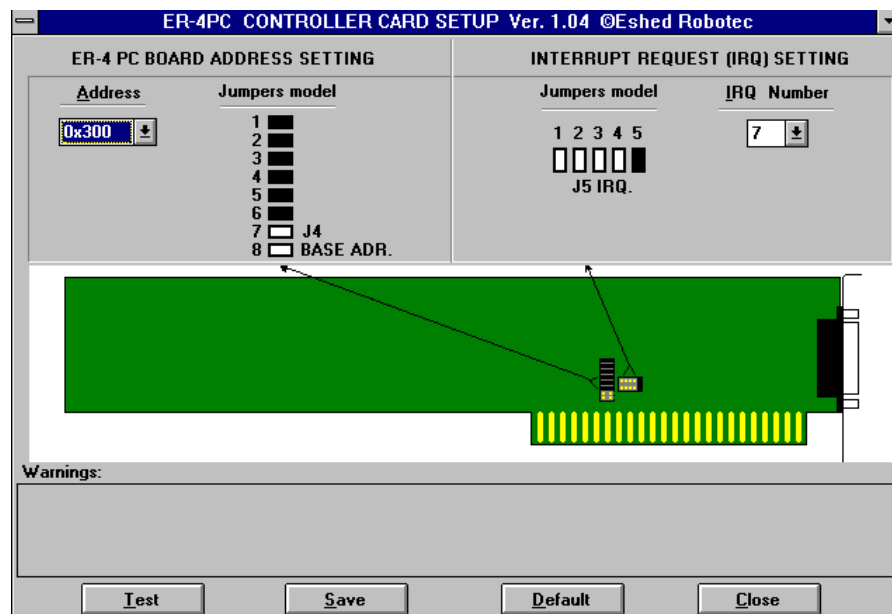 ER-4PC CONTROLLER CARD SETUP Ver. 1.04 ©Eshed Robotec
ER-4 PC BOARD ADDRESS SETTING
Address
Jumpers model
0x300
1
2
3
4
5
6
7 J4
8 BASE ADR.
INTERRUPT REQUEST (IRQ) SETTING
Jumpers model
IRQ Number
1 2 3 4 5
7
J5 IRQ.
Warnings:
Test
Save
Default
Close